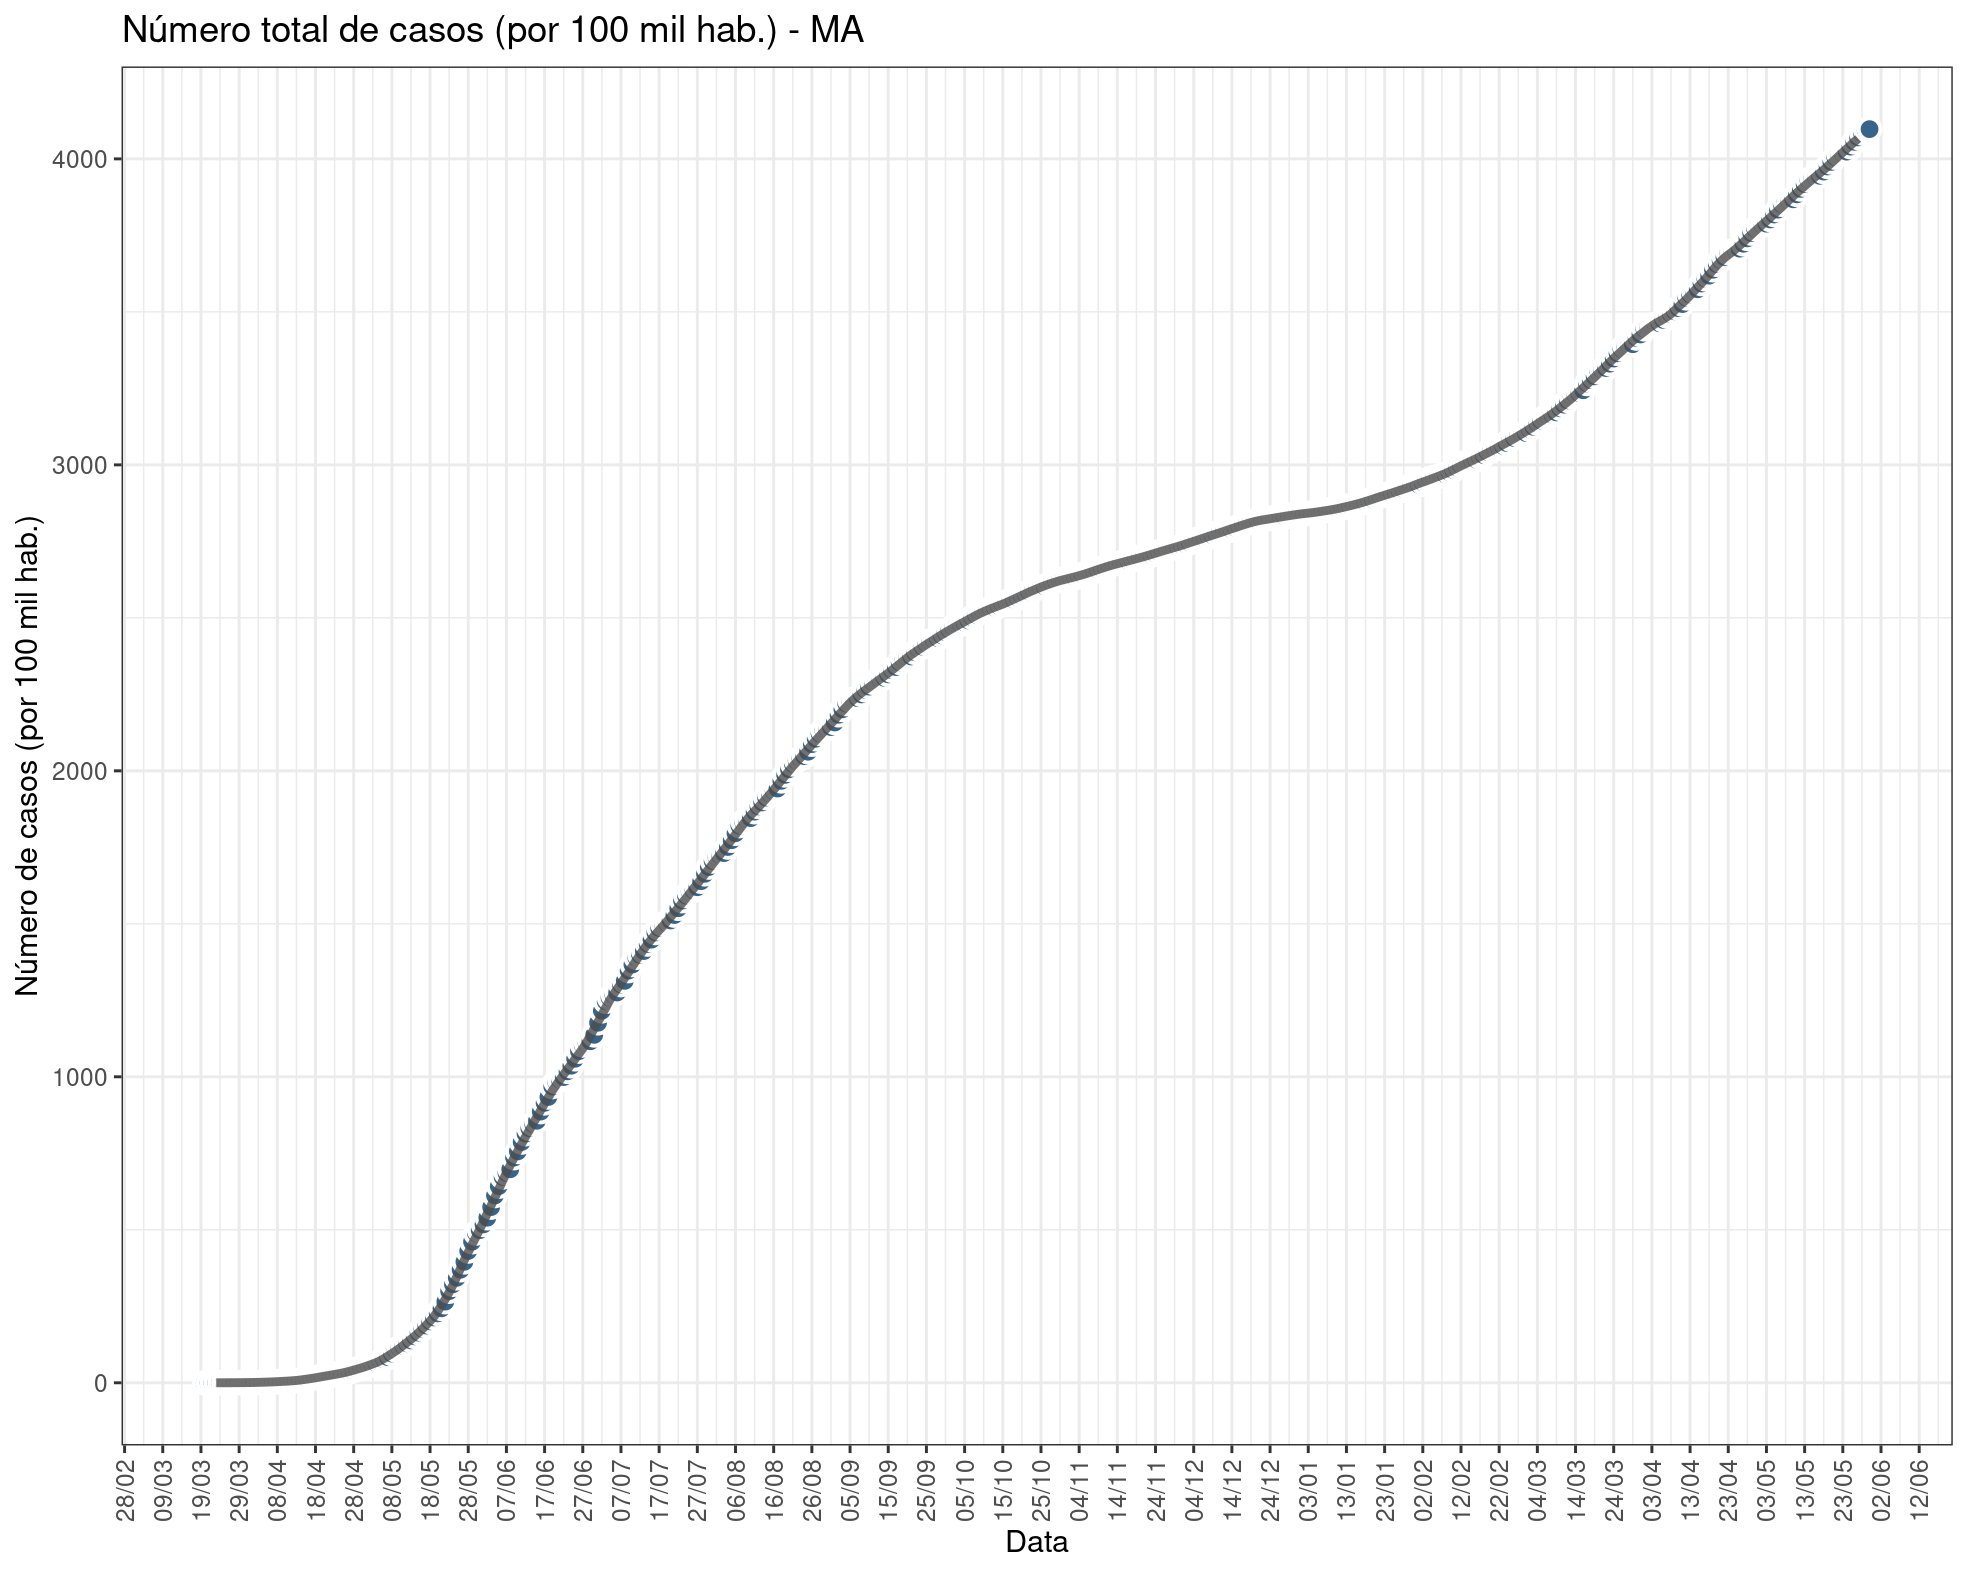 Número total de casos (por 100 mil hab.) - MA
Número de casos (por 100 mil hab.)
4000
3000
2000
1000
0
28/02 09/03 19/03 29/03 08/04 18/04 28/04 08/05 18/05 28/05 07/06 17/06 27/06 07/07 17/07 27/07 06/08 16/08 26/08 05/09 15/09 25/09 05/10 15/10 25/10 04/11 14/11 24/11 04/12 14/12 24/12 03/01 13/01 23/01 02/02 12/02 22/02 04/03 14/03 24/03 03/04 13/04 23/04 03/05 13/05 23/05 02/06 12/06
Data